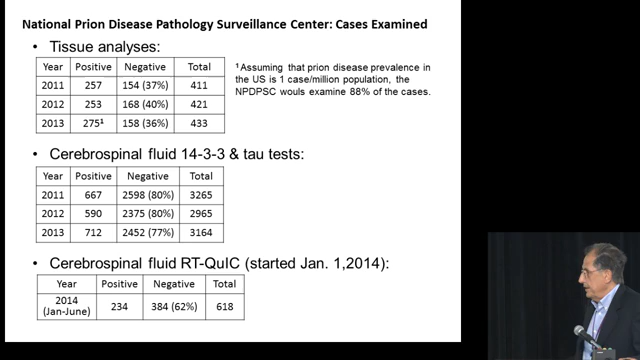 National Prion Disease Pathology Surveillance Center: Cases Examined
• Tissue analyses:
Year Positive Negative Total
2011 257 154 (37%) 411
2012 253 168 (40%) 421
2013 275¹ 158 (36%) 433
¹ Assuming that prion disease prevalence in
the US is 1 case/million population, the
NPDPSC wouls examine 88% of the cases.
• Cerebrospinal fluid 14-3-3 & tau tests:
Year Positive Negative Total
2011 667 2598 (80%) 3265
2012 590 2375 (80%) 2965
2013 712 2452 (77%) 3164
• Cerebrospinal fluid RT-QuIC (started Jan. 1,2014):
Year Positive Negative Total
2014
(Jan-June) 234 384 (62%) 618